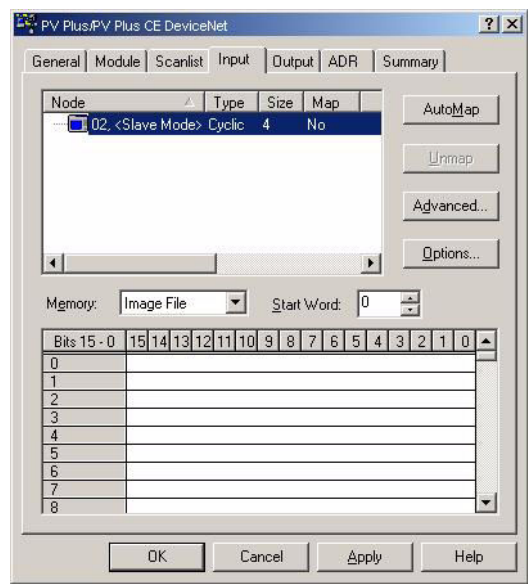 PV Plus/PV Plus CE DeviceNet
General Module Scanlist Input Output ADR Summary
Node Type Size Map
02, <Slave Mode> Cyclic 4 No
AutoMap
Unmap
Advanced...
Options...
Memory: Image File Start Word: 0
Bits 15 - 0 15 14 13 12 11 10 9 8 7 6 5 4 3 2 1 0
0
1
2
3
4
5
6
7
8
OK Cancel Apply Help